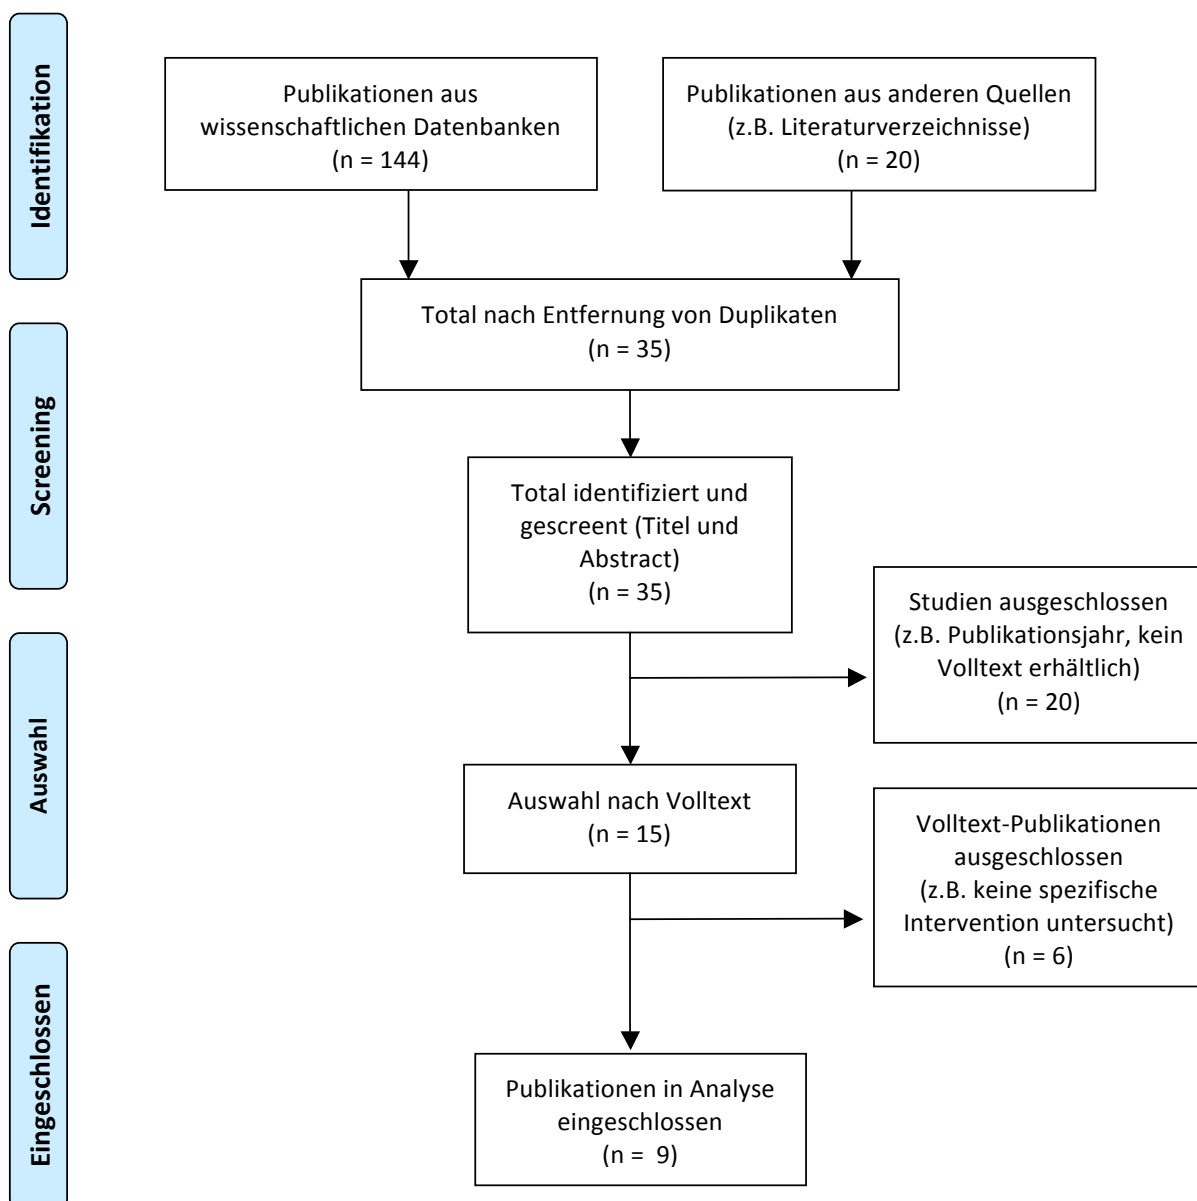 Identifikation
Publikationen aus
wissenschaftlichen Datenbanken
(n = 144)
Publikationen aus anderen Quellen
(z.B. Literaturverzeichnisse)
(n = 20)
Total nach Entfernung von Duplikaten
(n = 35)
Screening
Total identifiziert und
gescreent (Titel und
Abstract)
(n = 35)
Studien ausgeschlossen
(z.B. Publikationsjahr, kein
Volltext erhältlich)
(n = 20)
Auswahl
Auswahl nach Volltext
(n = 15)
Volltext-Publikationen
ausgeschlossen
(z.B. keine spezifische
Intervention untersucht)
(n = 6)
Eingeschlossen
Publikationen in Analyse
eingeschlossen
(n =  9)